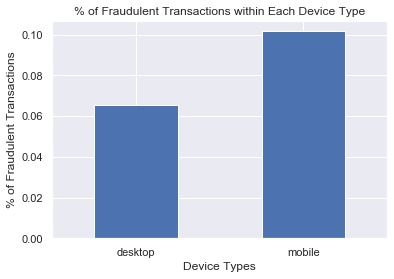 % of Fraudulent Transactions within Each Device Type
% of Fraudulent Transactions
0.10
0.08
0.06
0.04
0.02
0.00
desktop mobile
Device Types